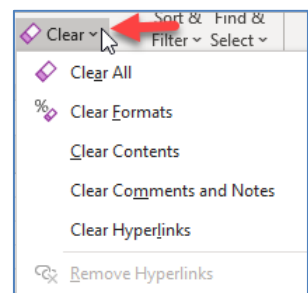 Sort & Find &
Clear Filter Select
Clear All
Clear Formats
Clear Contents
Clear Comments and Notes
Clear Hyperlinks
Remove Hyperlinks